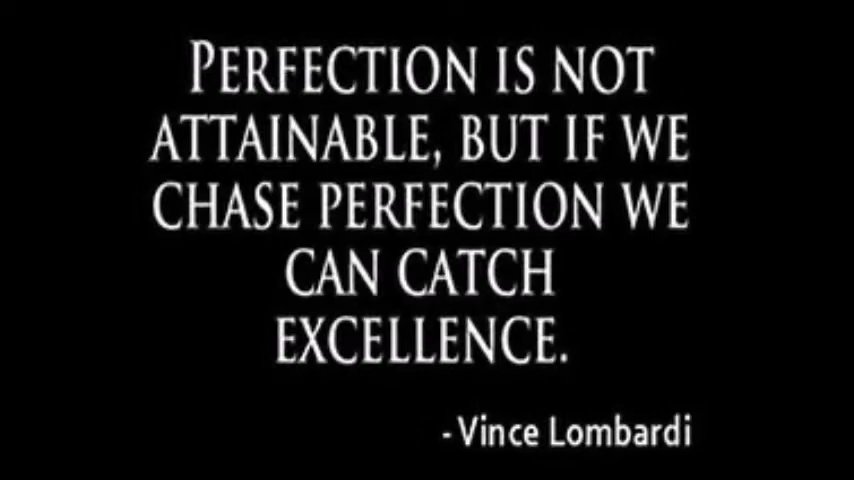 PERFECTION IS NOT
ATTAINABLE, BUT IF WE
CHASE PERFECTION WE
CAN CATCH
EXCELLENCE.
- Vince Lombardi